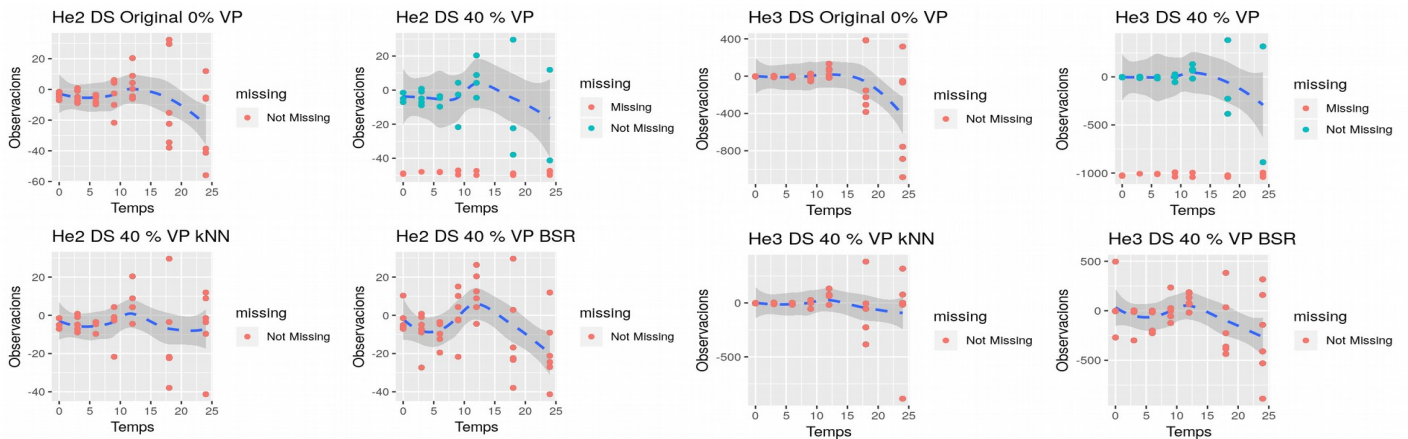 He2 DS Original 0% VP
20
0
-20
-40
-60
0 5 10 15 20 25
Observacions
Temps
missing
Not Missing
He2 DS 40 % VP
20
0
-20
-40
0 5 10 15 20 25
Observacions
Temps
missing
Missing
Not Missing
He3 DS Original 0% VP
400
0
-400
-800
0 5 10 15 20 25
Observacions
Temps
missing
Not Missing
He3 DS 40 % VP
0
-500
-1000
0 5 10 15 20 25
Observacions
Temps
missing
Missing
Not Missing
He2 DS 40 % VP kNN
20
0
-20
-40
0 5 10 15 20 25
Observacions
Temps
missing
Not Missing
He2 DS 40 % VP BSR
20
0
-20
-40
0 5 10 15 20 25
Observacions
Temps
missing
Not Missing
He3 DS 40 % VP kNN
0
-500
0 5 10 15 20 25
Observacions
Temps
missing
Not Missing
He3 DS 40 % VP BSR
500
0
-500
0 5 10 15 20 25
Observacions
Temps
missing
Not Missing